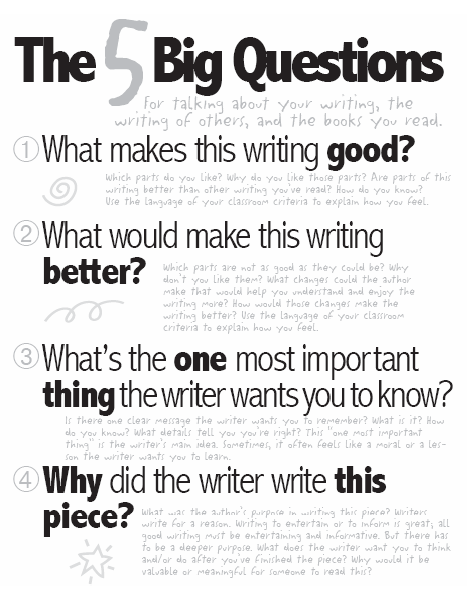 The 5 Big Questions
for talking about your writing, the
writing of others, and the books you read.
1 What makes this writing good?
Which parts do you like? Why do you like those parts? Are parts of this
writing better than other writing you've read? How do you know?
Use the language of your classroom criteria to explain how you feel.
2 What would make this writing
better?
Which parts are not as good as they could be? Why
don't you like them? What changes could the author
make that would help you understand and enjoy the
writing more? How would those changes make the
writing better? Use the language of your classroom
criteria to explain how you feel.
3 What's the one most important
thing the writer wants you to know?
Is there one clear message the writer wants you to remember? What is it? How
do you know? What details tell you you're right? This "one most important
thing" is the writer's main idea. Sometimes, it often feels like a moral or a les-
son the writer wants you to learn.
4 Why did the writer write this
piece?
What was the author's purpose in writing this piece? Writers
write for a reason. Writing to entertain or to inform is great; all
good writing must be entertaining and informative. But there has
to be a deeper purpose. What does the writer want you to think
and/or do after you've finished the piece? Why would it be
valuable or meaningful for someone to read this?